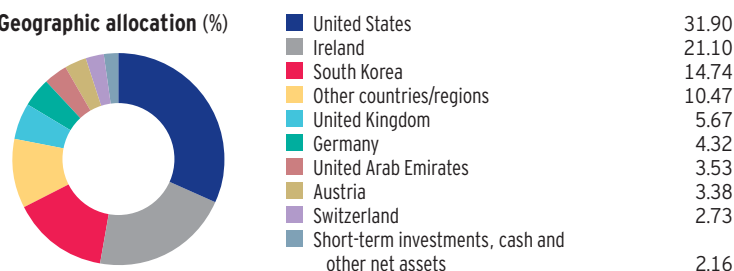 Geographic allocation (%)
United States 31.90
Ireland 21.10
South Korea 14.74
Other countries/regions 10.47
United Kingdom 5.67
Germany 4.32
United Arab Emirates 3.53
Austria 3.38
Switzerland 2.73
Short-term investments, cash and
other net assets 2.16